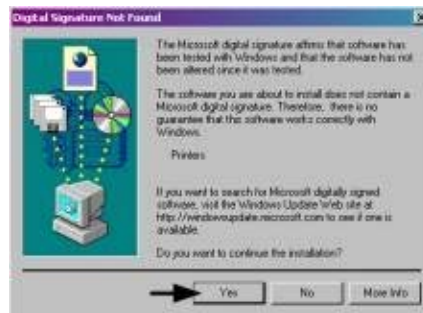 Digital Signature Not Found
The Microsoft digital signature affirms that software has
been tested with Windows and that the software has not
been altered since it was tested.
The software you are about to install does not contain a
Microsoft digital signature. Therefore, there is no
guarantee that this software works correctly with
Windows.
Printers
If you want to search for Microsoft digitally signed
software, visit the Windows Update Web site at
http://windowsupdate.microsoft.com to see if one is
available.
Do you want to continue the installation?
Yes No More Info